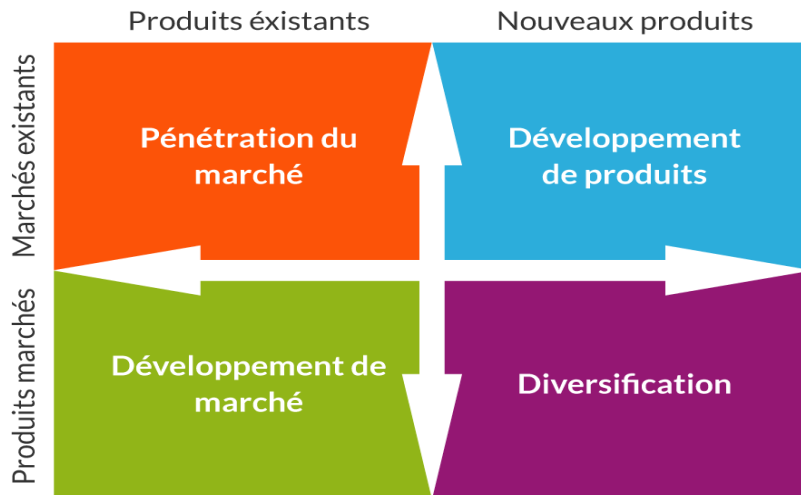 Produits éxistants
Nouveaux produits
Marchés existants
Pénétration du
marché
Développement
de produits
Produits marchés
Développement de
marché
Diversification